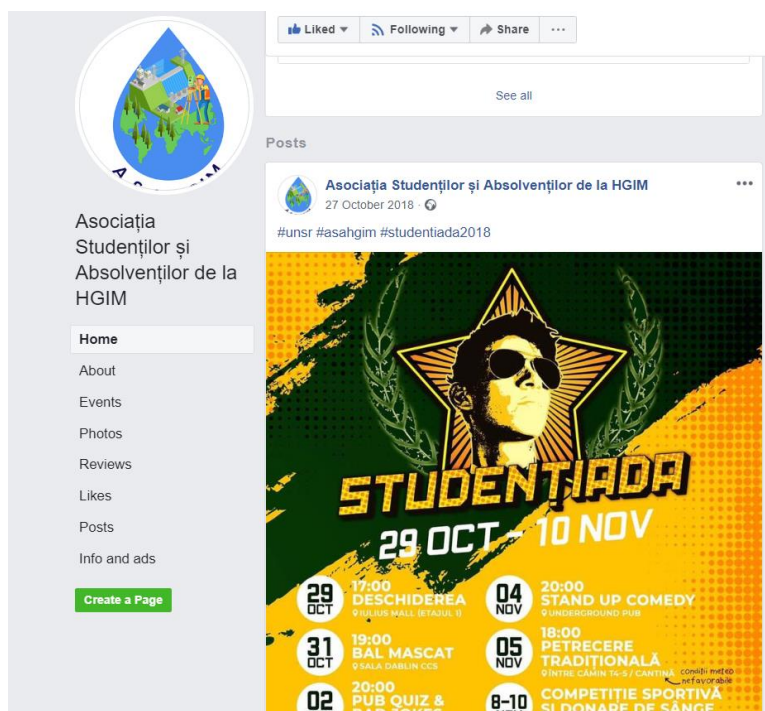 Liked
Following
Share
See all
Posts
Asociația Studenților și Absolvenților de la HGIM
27 October 2018
#unsr #asahgim #studentiada2018
Asociația
Studenților și
Absolvenților de la
HGIM
Home
About
Events
Photos
Reviews
Likes
Posts
Info and ads
Create a Page
STUDENȚIADA
29 OCT - 10 NOV
29 OCT
17:00
DESCHIDEREA
IULIUS MALL (ETAJUL 1)
31 OCT
19:00
BAL MASCAT
SALA DABLIN CCS
02
20:00
PUB QUIZ &
04 NOV
20:00
STAND UP COMEDY
UNDERGROUND PUB
05 NOV
18:00
PETRECERE
TRADIȚIONALĂ
ÎNTRE CĂMIN T4-5 / CANTINĂ
condiții meteo
nefavorabile
8-10
COMPETIȚIE SPORTIVĂ
ȘI DONARE DE SÂNGE